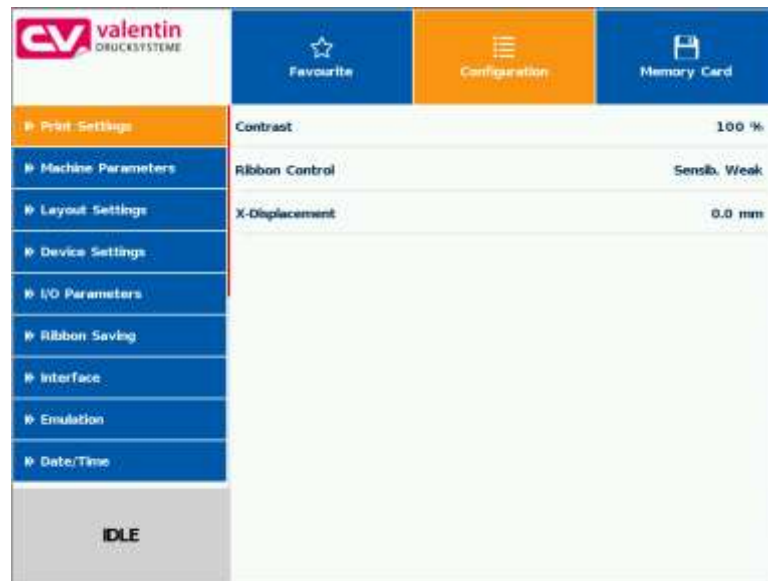 CV valentin
DRUCKSYSTEME
Favourite
Configuration
Memory Card
Print Settings
Contrast 100 %
Machine Parameters
Ribbon Control Sensib. Weak
Layout Settings
X-Displacement 0.0 mm
Device Settings
I/O Parameters
Ribbon Saving
Interface
Emulation
Date/Time
IDLE